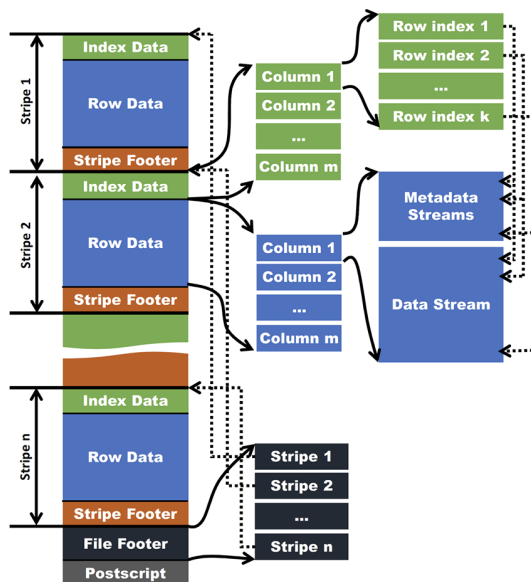 Stripe 1
Index Data
Row Data
Stripe Footer
Stripe 2
Index Data
Row Data
Stripe Footer
Stripe n
Index Data
Row Data
Stripe Footer
File Footer
Postscript
Column 1
Column 2
...
Column m
Column 1
Column 2
...
Column m
Stripe 1
Stripe 2
...
Stripe n
Row index 1
Row index 2
...
Row index k
Metadata
Streams
Data Stream